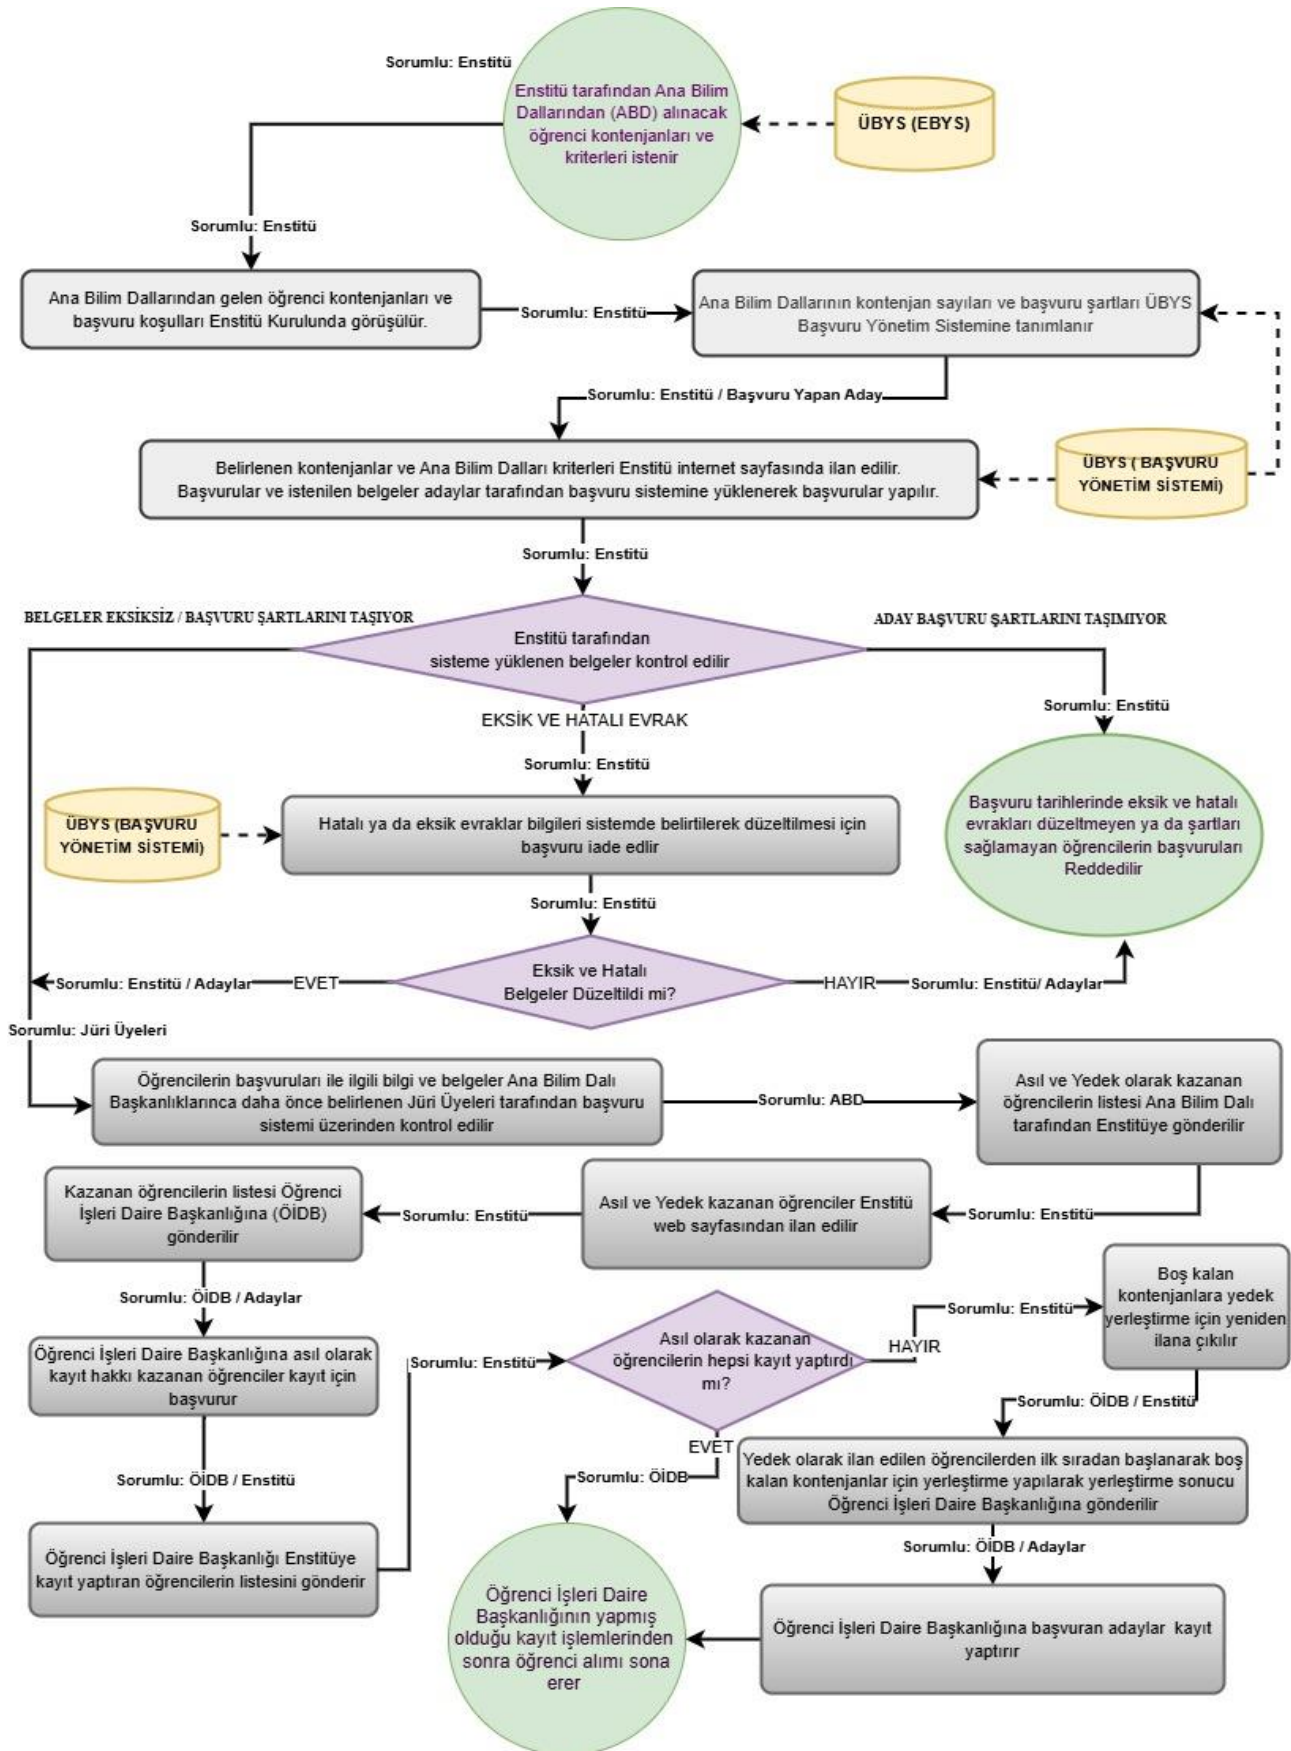 Sorumlu: Enstitü
Enstitü tarafından Ana Bilim
Dallarından (ABD) alınacak
öğrenci kontenjanları ve
kriterleri istenir
ÜBYS (EBYS)
Sorumlu: Enstitü
Ana Bilim Dallarından gelen öğrenci kontenjanları ve
başvuru koşulları Enstitü Kurulunda görüşülür.
Sorumlu: Enstitü
Ana Bilim Dallarının kontenjan sayıları ve başvuru şartları ÜBYS
Başvuru Yönetim Sistemine tanımlanır
Sorumlu: Enstitü / Başvuru Yapan Aday
Belirlenen kontenjanlar ve Ana Bilim Dalları kriterleri Enstitü internet sayfasında ilan edilir.
Başvurular ve istenilen belgeler adaylar tarafından başvuru sistemine yüklenerek başvurular yapılır.
ÜBYS ( BAŞVURU
YÖNETİM SİSTEMİ)
Sorumlu: Enstitü
BELGELER EKSİKSİZ / BAŞVURU ŞARTLARINI TAŞIYOR
ADAY BAŞVURU ŞARTLARINI TAŞIMIYOR
Enstitü tarafından
sisteme yüklenen belgeler kontrol edilir
Sorumlu: Enstitü
EKSİK VE HATALI EVRAK
Sorumlu: Enstitü
ÜBYS (BAŞVURU
YÖNETİM SİSTEMİ)
Hatalı ya da eksik evraklar bilgileri sistemde belirtilerek düzeltilmesi için
başvuru iade edlir
Başvuru tarihlerinde eksik ve hatalı
evrakları düzeltmeyen ya da şartları
sağlamayan öğrencilerin başvuruları
Reddedilir
Sorumlu: Enstitü
Eksik ve Hatalı
Belgeler Düzeltildi mi?
Sorumlu: Enstitü / Adaylar
EVET
HAYIR
Sorumlu: Enstitü/ Adaylar
Sorumlu: Jüri Üyeleri
Öğrencilerin başvuruları ile ilgili bilgi ve belgeler Ana Bilim Dalı
Başkanlıklarınca daha önce belirlenen Jüri Üyeleri tarafından başvuru
sistemi üzerinden kontrol edilir
Sorumlu: ABD
Asıl ve Yedek olarak kazanan
öğrencilerin listesi Ana Bilim Dalı
tarafından Enstitüye gönderilir
Sorumlu: Enstitü
Asıl ve Yedek kazanan öğrenciler Enstitü
web sayfasından ilan edilir
Sorumlu: Enstitü
Kazanan öğrencilerin listesi Öğrenci
İşleri Daire Başkanlığına (ÖİDB)
gönderilir
Sorumlu: ÖİDB / Adaylar
Öğrenci İşleri Daire Başkanlığına asıl olarak
kayıt hakkı kazanan öğrenciler kayıt için
başvurur
Sorumlu: ÖİDB / Enstitü
Öğrenci İşleri Daire Başkanlığı Enstitüye
kayıt yaptıran öğrencilerin listesini gönderir
Sorumlu: Enstitü
Asıl olarak kazanan
öğrencilerin hepsi kayıt yaptırdı
mı?
HAYIR
Sorumlu: Enstitü
Boş kalan
kontenjanlara yedek
yerleştirme için yeniden
ilana çıkılır
Sorumlu: ÖİDB / Enstitü
EVET
Sorumlu: ÖİDB
Yedek olarak ilan edilen öğrencilerden ilk sıradan başlanarak boş
kalan kontenjanlar için yerleştirme yapılarak yerleştirme sonucu
Öğrenci İşleri Daire Başkanlığına gönderilir
Sorumlu: ÖİDB / Adaylar
Öğrenci İşleri Daire Başkanlığına başvuran adaylar kayıt
yaptırır
Öğrenci İşleri Daire
Başkanlığının yapmış
olduğu kayıt işlemlerinden
sonra öğrenci alımı sona
erer